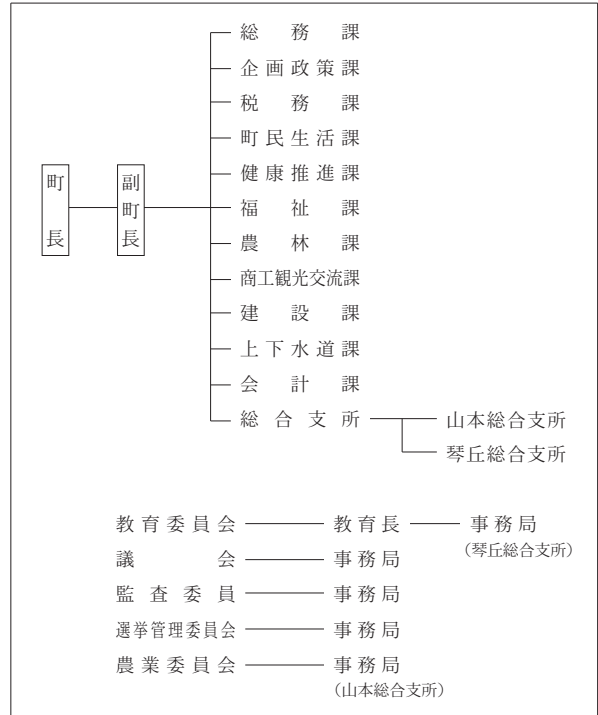 総務課
企画政策課
税務課
町民生活課
健康推進課
町長
副町長
福祉課
農林課
商工観光交流課
建設課
上下水道課
会計課
総合支所 山本総合支所
琴丘総合支所
教育委員会 教育長 事務局
(琴丘総合支所)
議会 事務局
監査委員 事務局
選挙管理委員会 事務局
農業委員会 事務局
(山本総合支所)